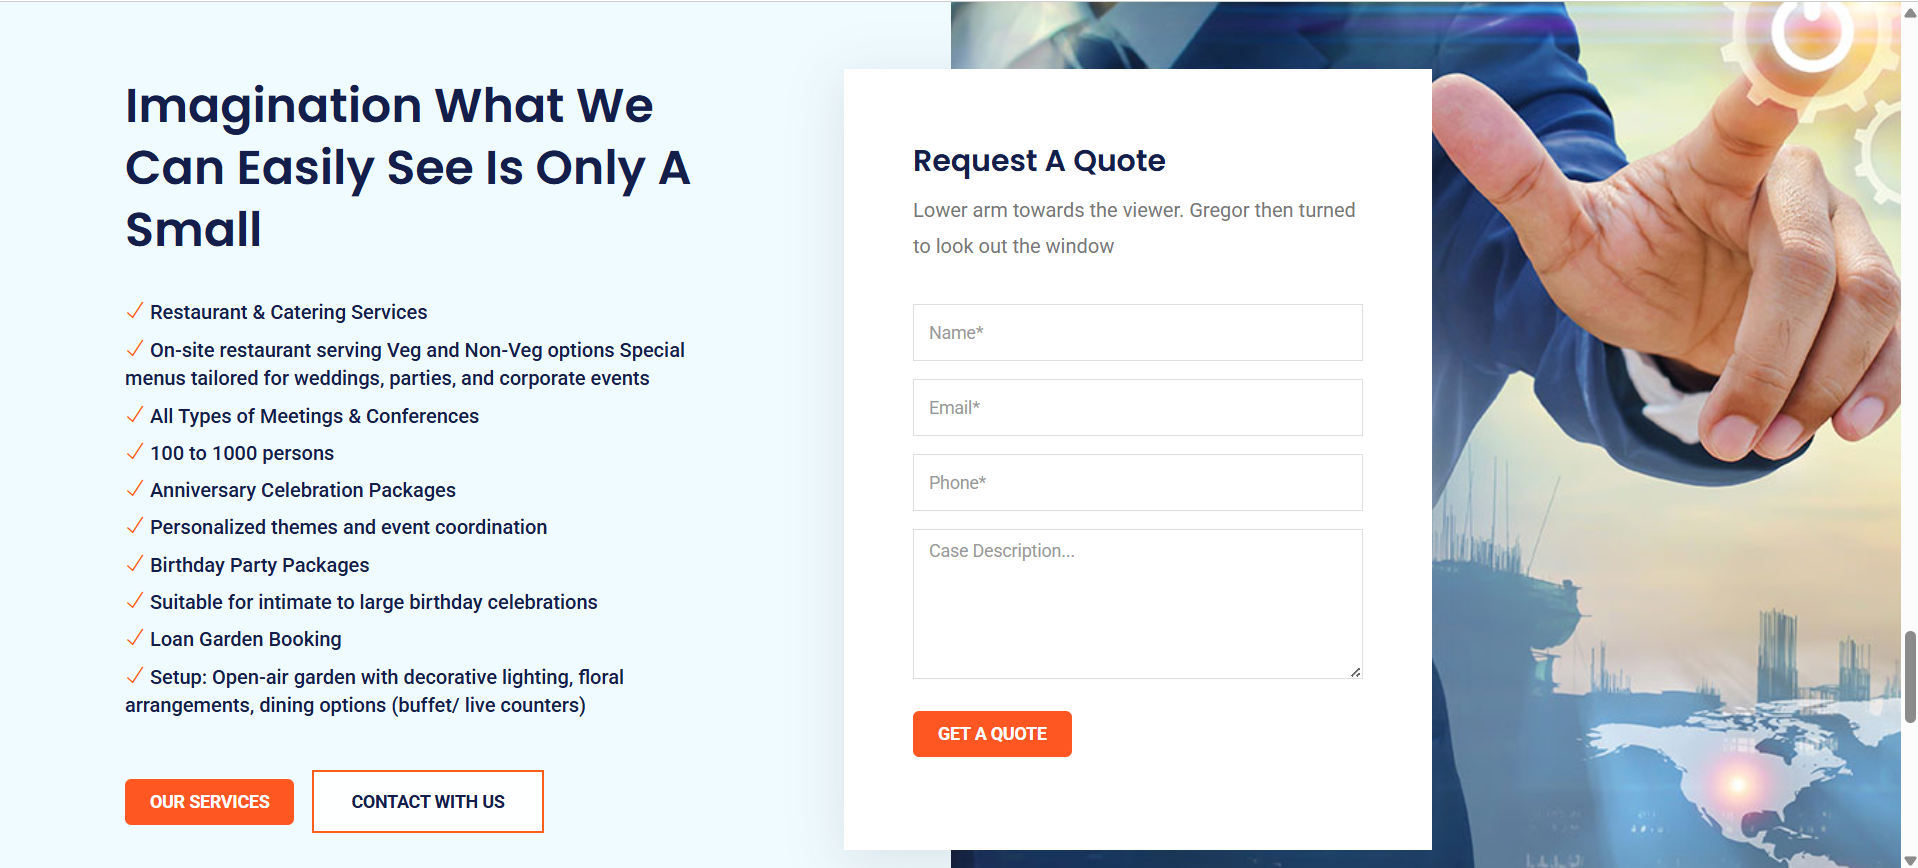 Imagination What We
Can Easily See Is Only A
Small
Restaurant & Catering Services
On-site restaurant serving Veg and Non-Veg options Special
menus tailored for weddings, parties, and corporate events
All Types of Meetings & Conferences
100 to 1000 persons
Anniversary Celebration Packages
Personalized themes and event coordination
Birthday Party Packages
Suitable for intimate to large birthday celebrations
Loan Garden Booking
Setup: Open-air garden with decorative lighting, floral
arrangements, dining options (buffet/ live counters)
OUR SERVICES
CONTACT WITH US
Request A Quote
Lower arm towards the viewer. Gregor then turned
to look out the window
Name*
Email*
Phone*
Case Description...
GET A QUOTE